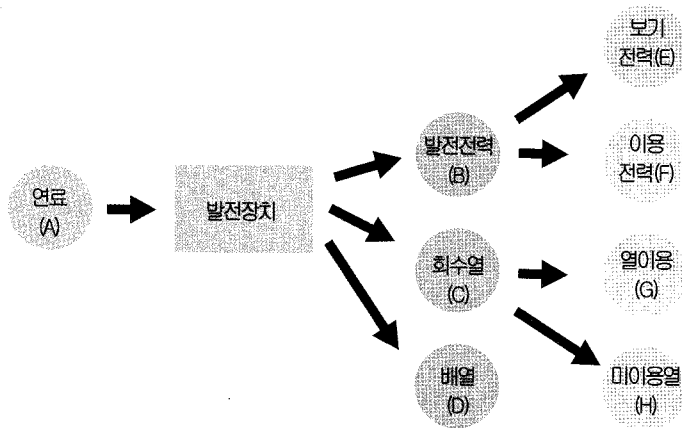 연료
(A)
발전장치
발전전력
(B)
회수열
(C)
배열
(D)
보기
전력(E)
이용
전력(F)
열이용
(G)
미이용열
(H)